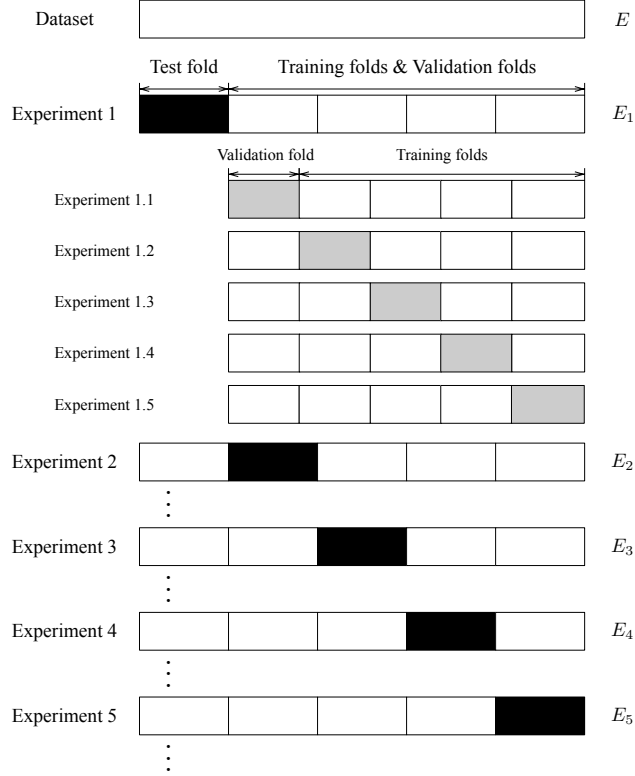 Dataset E
Test fold Training folds & Validation folds
Experiment 1 E₁
Validation fold Training folds
Experiment 1.1
Experiment 1.2
Experiment 1.3
Experiment 1.4
Experiment 1.5
Experiment 2 E₂
Experiment 3 E₃
Experiment 4 E₄
Experiment 5 E₅